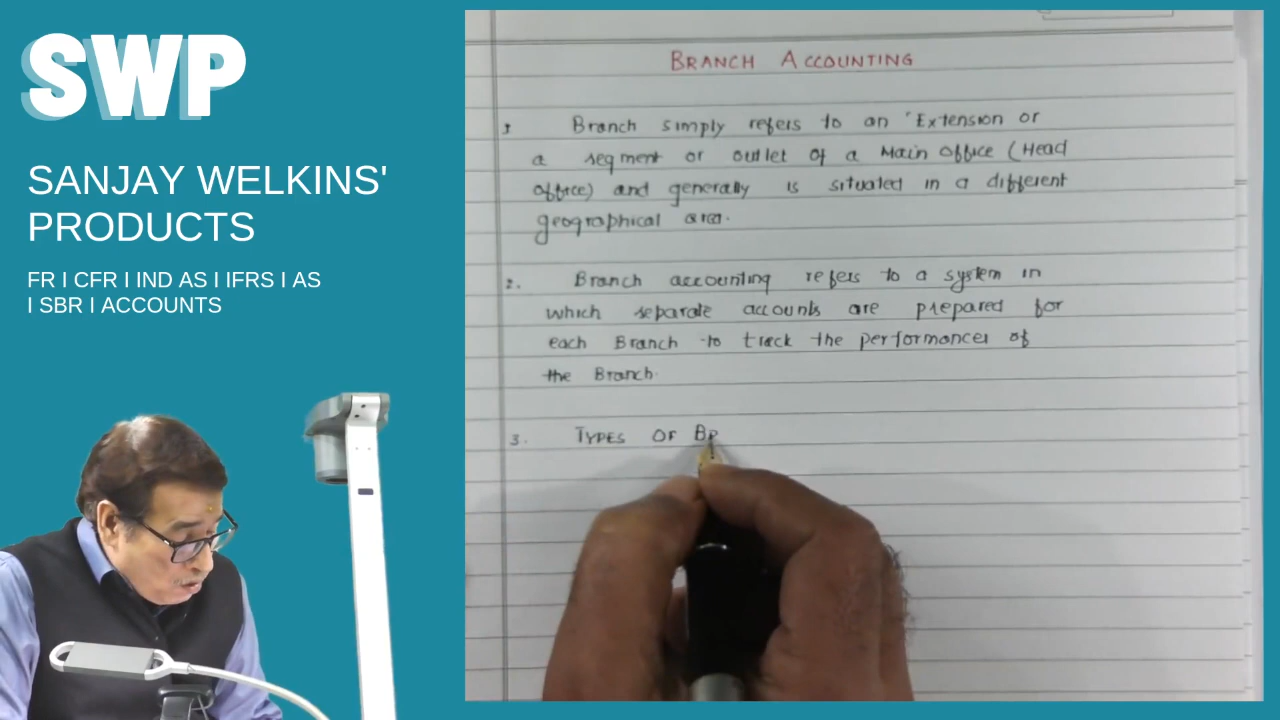 SWP
SANJAY WELKINS'
PRODUCTS
FR I CFR I IND AS I IFRS I AS
I SBR I ACCOUNTS
BRANCH ACCOUNTING
1 Branch simply refers to an 'Extension or
a segment or outlet of a Main Office (Head
office) and generally is situated in a different
geographical area.
2. Branch accounting refers to a system in
which separate accounts are prepared for
each Branch to track the performances of
the Branch.
3. TYPES OF BR